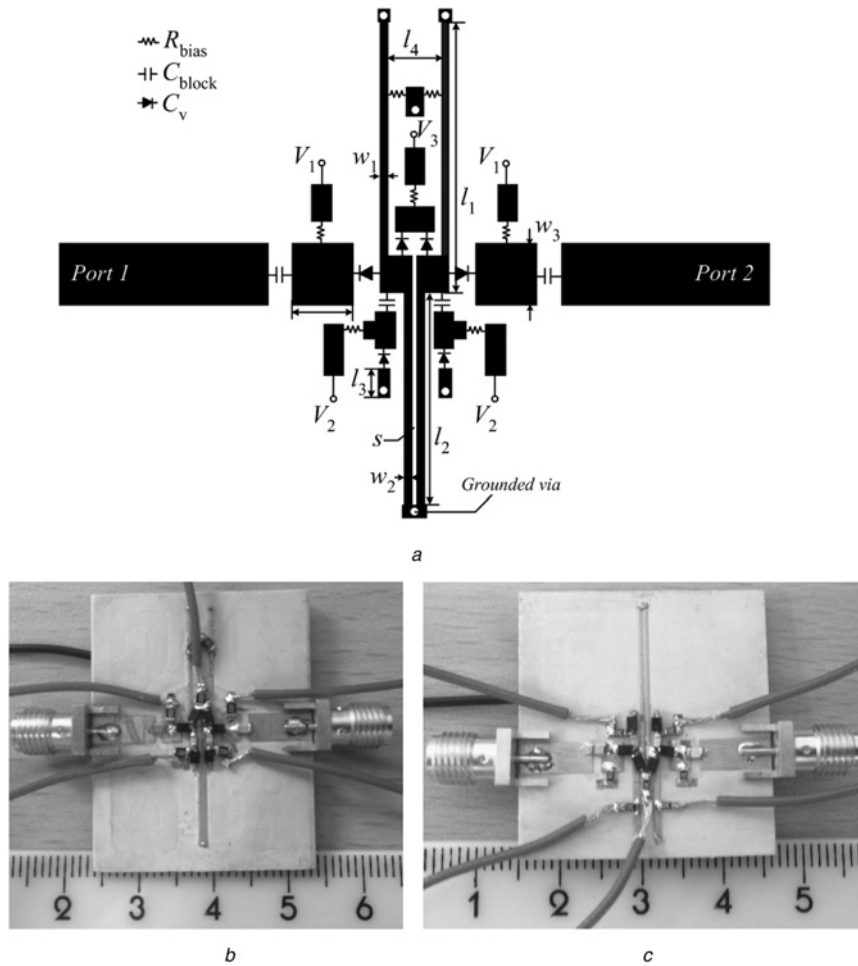 R_bias
C_block
C_v
l_4
V_3
V_1
w_1
V_1
l_1
w_3
Port 1
Port 2
l_3
V_2
s
l_2
V_2
w_2
Grounded via
a
2 3 4 5 6
1 2 3 4 5
b
c